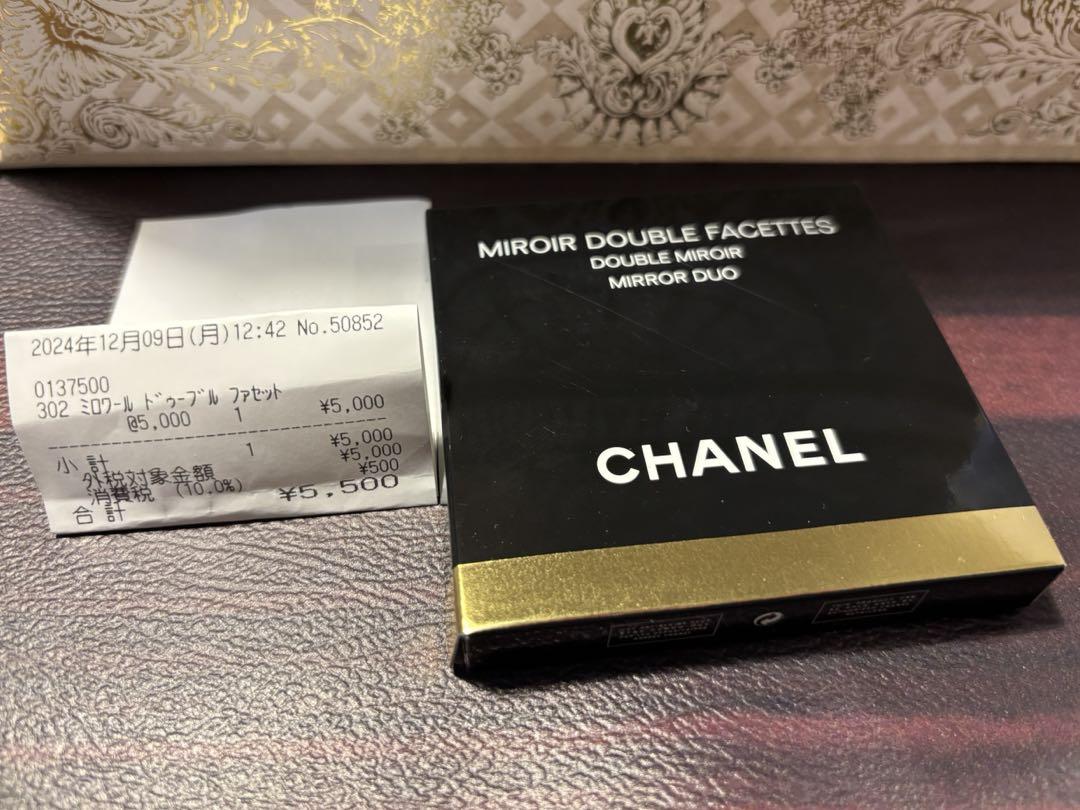 2024年12月09日(月)12:42 No.50852
0137500
302 ミロワール ドゥーブル ファセット
@5,000 1 ¥5,000
小計 1 ¥5,000
外税対象金額 ¥5,000
消費税 (10.0%) ¥500
合計 ¥5,500
MIROIR DOUBLE FACETTES
DOUBLE MIROIR
MIRROR DUO
CHANEL